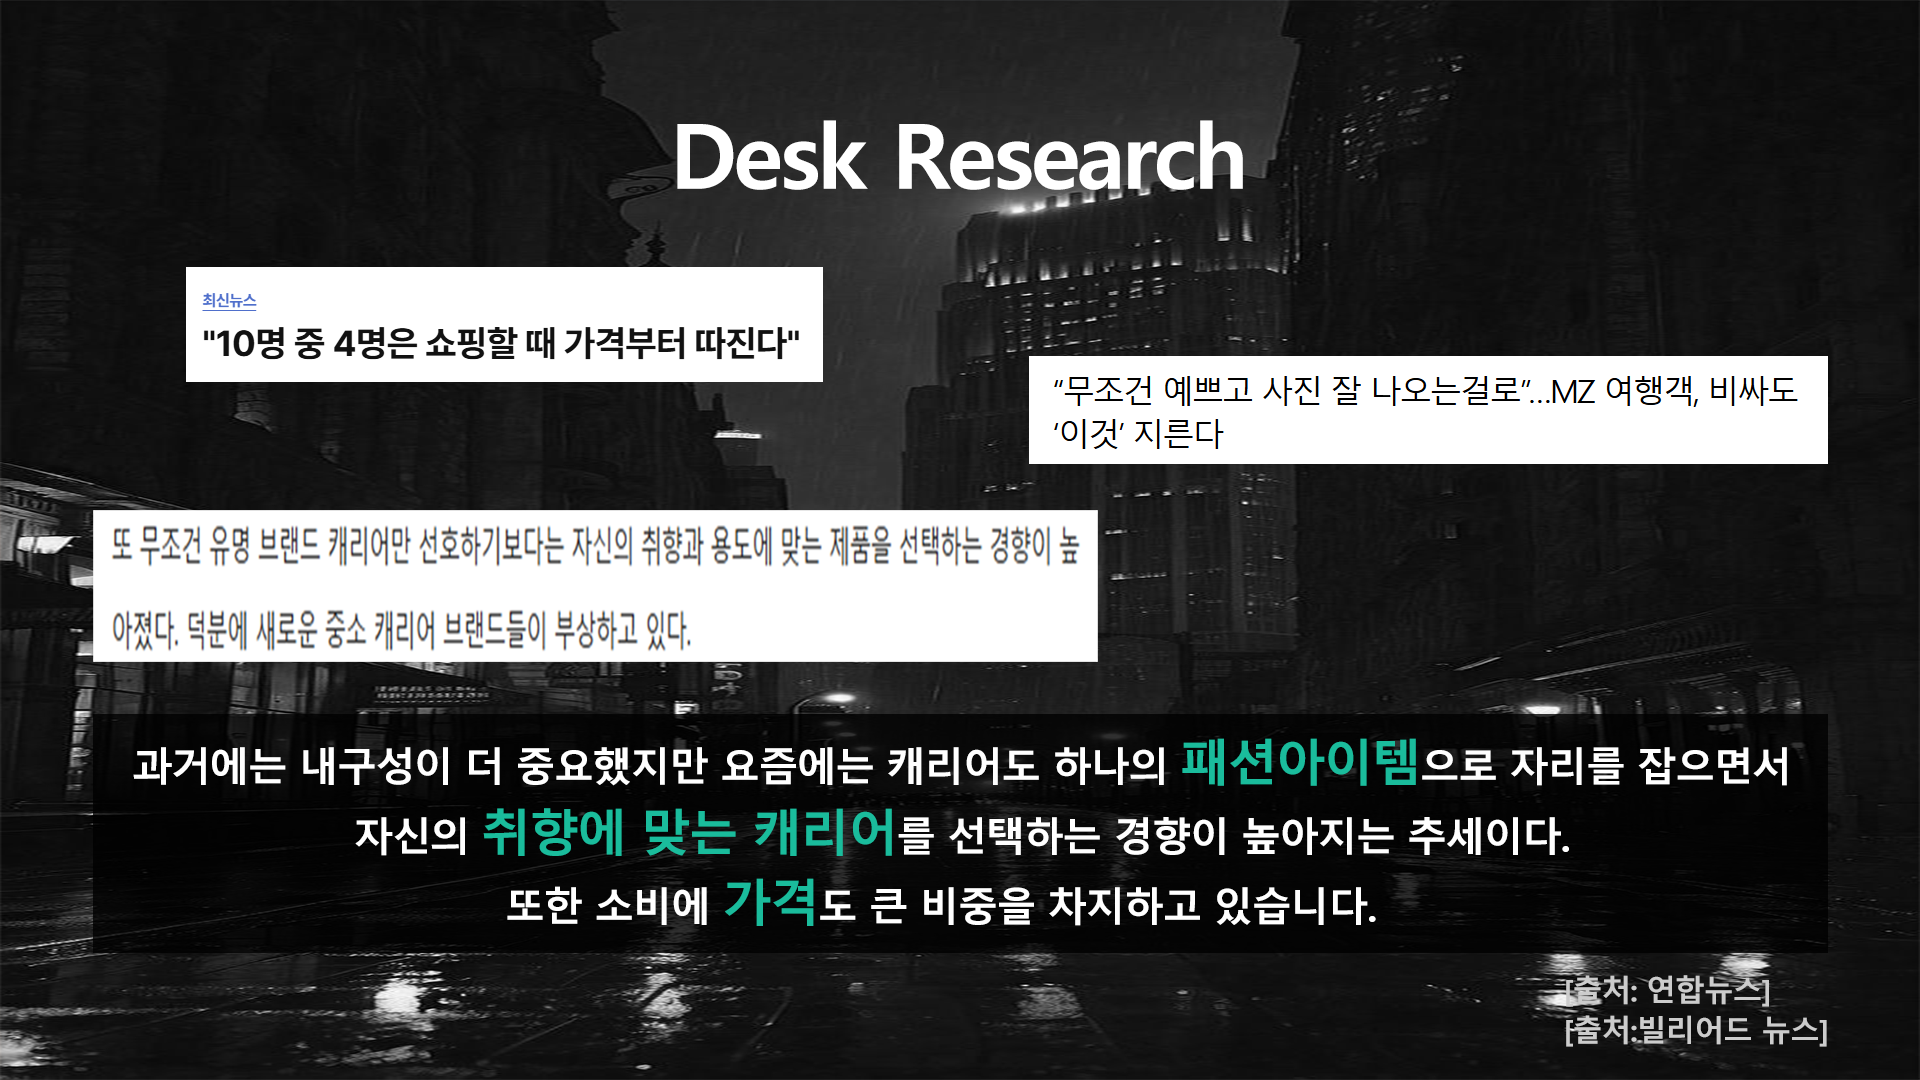 Desk Research
최신뉴스
"10명 중 4명은 쇼핑할 때 가격부터 따진다"
“무조건 예쁘고 사진 잘 나오는걸로”...MZ 여행객, 비싸도
‘이것’ 지른다
또 무조건 유명 브랜드 캐리어만 선호하기보다는 자신의 취향과 용도에 맞는 제품을 선택하는 경향이 높
아졌다. 덕분에 새로운 중소 캐리어 브랜드들이 부상하고 있다.
과거에는 내구성이 더 중요했지만 요즘에는 캐리어도 하나의 패션아이템으로 자리를 잡으면서
자신의 취향에 맞는 캐리어를 선택하는 경향이 높아지는 추세이다.
또한 소비에 가격도 큰 비중을 차지하고 있습니다.
[출처: 연합뉴스]
[출처:빌리어드 뉴스]